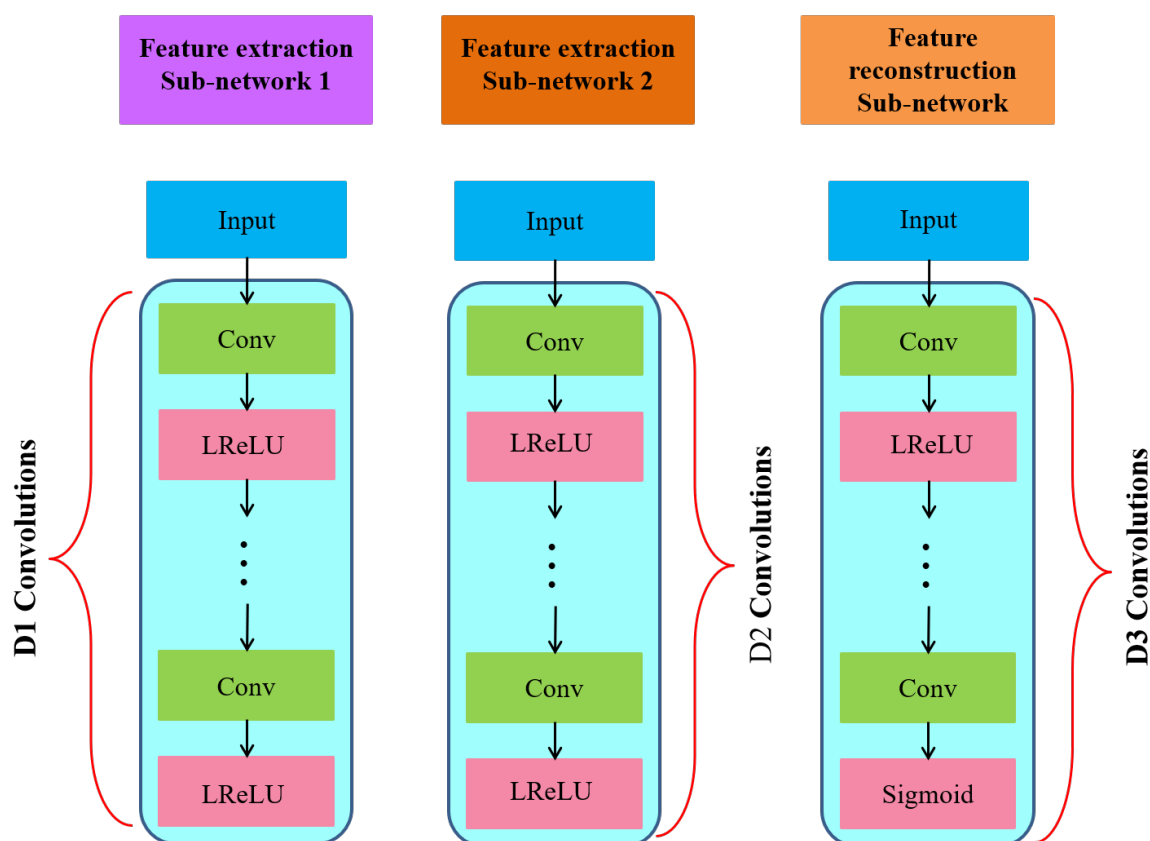 Feature extraction
Sub-network 1
Feature extraction
Sub-network 2
Feature
reconstruction
Sub-network
Input
Input
Input
Conv
Conv
Conv
LReLU
LReLU
LReLU
D1 Convolutions
D2 Convolutions
D3 Convolutions
Conv
Conv
Conv
LReLU
LReLU
Sigmoid